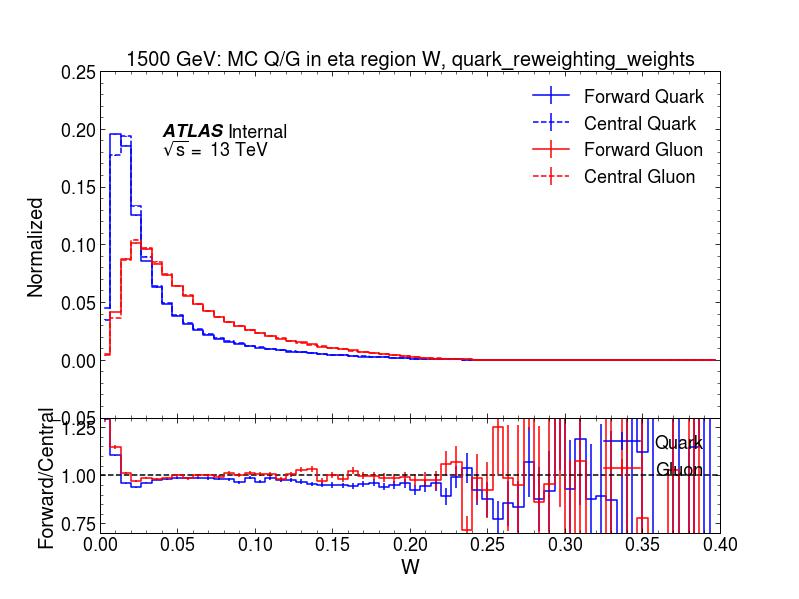 1500 GeV: MC Q/G in eta region W, quark_reweighting_weights
0.25
0.20
0.15
0.10
0.05
0.00
0.05
Normalized
ATLAS Internal
√s = 13 TeV
Forward Quark
Central Quark
Forward Gluon
Central Gluon
1.25
1.00
0.75
Forward/Central
Quark
Gluon
0.00 0.05 0.10 0.15 0.20 0.25 0.30 0.35 0.40
W